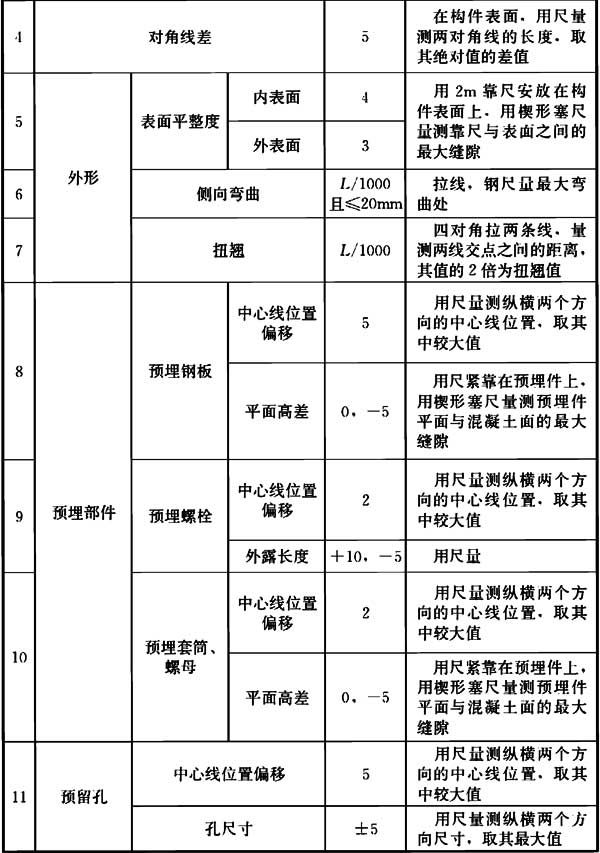 4 对角线差 5 在构件表面，用尺量
测两对角线的长度，取
其绝对值的差值
5 外形 表面平整度 内表面 4 用2m靠尺安放在构
件表面上，用楔形塞尺
量测靠尺与表面之间的
最大缝隙
外表面 3
6 侧向弯曲 L/1000
且≤20mm 拉线，钢尺量最大弯
曲处
7 扭翘 L/1000 四对角拉两条线，量
测两线交点之间的距离，
其值的2倍为扭翘值
8 预埋部件 预埋钢板 中心线位置
偏移 5 用尺量测纵横两个方
向的中心线位置，取其
中较大值
平面高差 0，-5 用尺紧靠在预埋件上，
用楔形塞尺量测预埋件
平面与混凝土面的最大
缝隙
9 预埋螺栓 中心线位置
偏移 2 用尺量测纵横两个方
向的中心线位置，取其
中较大值
外露长度 +10，-5 用尺量
10 预埋套筒、
螺母 中心线位置
偏移 2 用尺量测纵横两个方
向的中心线位置，取其
中较大值
平面高差 0，-5 用尺紧靠在预埋件上，
用楔形塞尺量测预埋件
平面与混凝土面的最大
缝隙
11 预留孔 中心线位置偏移 5 用尺量测纵横两个方
向的中心线位置，取其
中较大值
孔尺寸 ±5 用尺量测纵横两个方
向尺寸，取其最大值